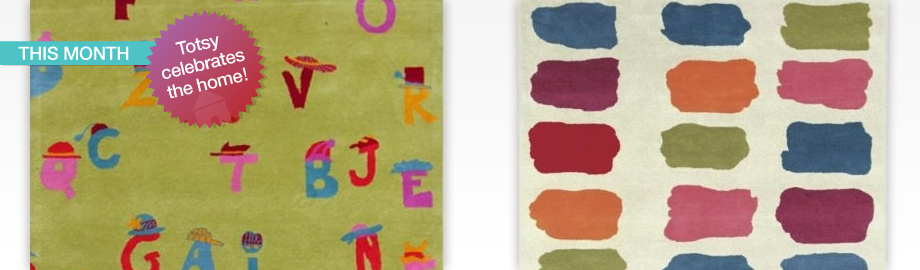 THIS MONTH
Totsy
celebrates
the home!
F
O
Z
V
K
Q C
T
B J
E
G A i N